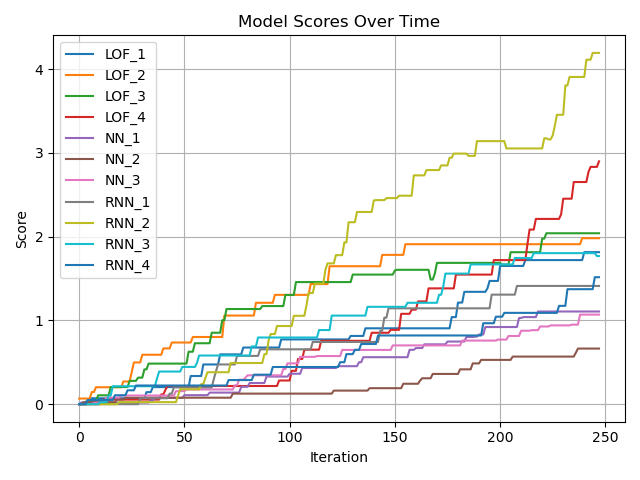 Model Scores Over Time
LOF_1
LOF_2
LOF_3
LOF_4
NN_1
NN_2
NN_3
RNN_1
RNN_2
RNN_3
RNN_4
Score
4
3
2
1
0
0 50 100 150 200 250
Iteration